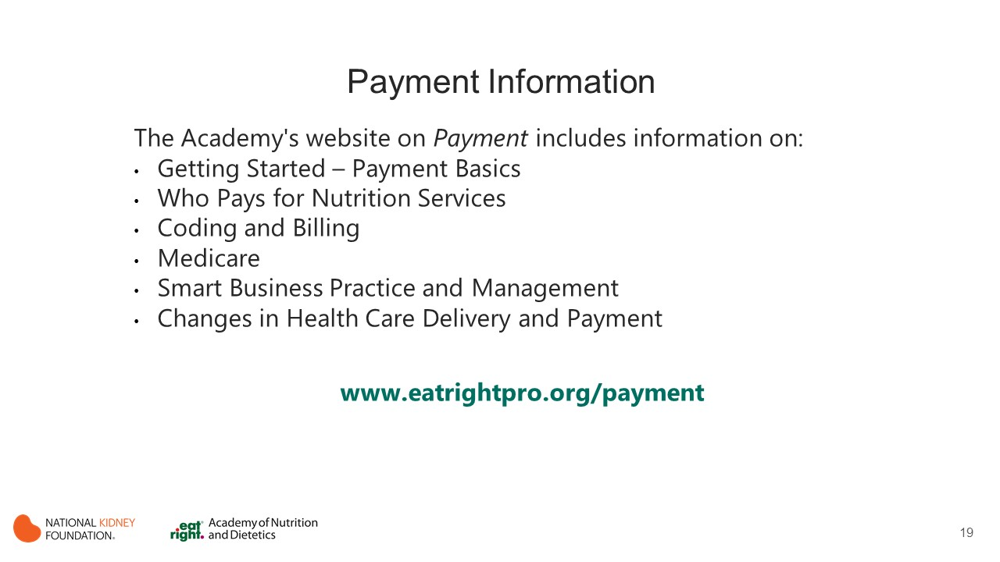 Payment Information
The Academy's website on Payment includes information on:
• Getting Started – Payment Basics
• Who Pays for Nutrition Services
• Coding and Billing
• Medicare
• Smart Business Practice and Management
• Changes in Health Care Delivery and Payment
www.eatrightpro.org/payment
NATIONAL KIDNEY
FOUNDATION®
eat
right.
Academy of Nutrition
and Dietetics
19